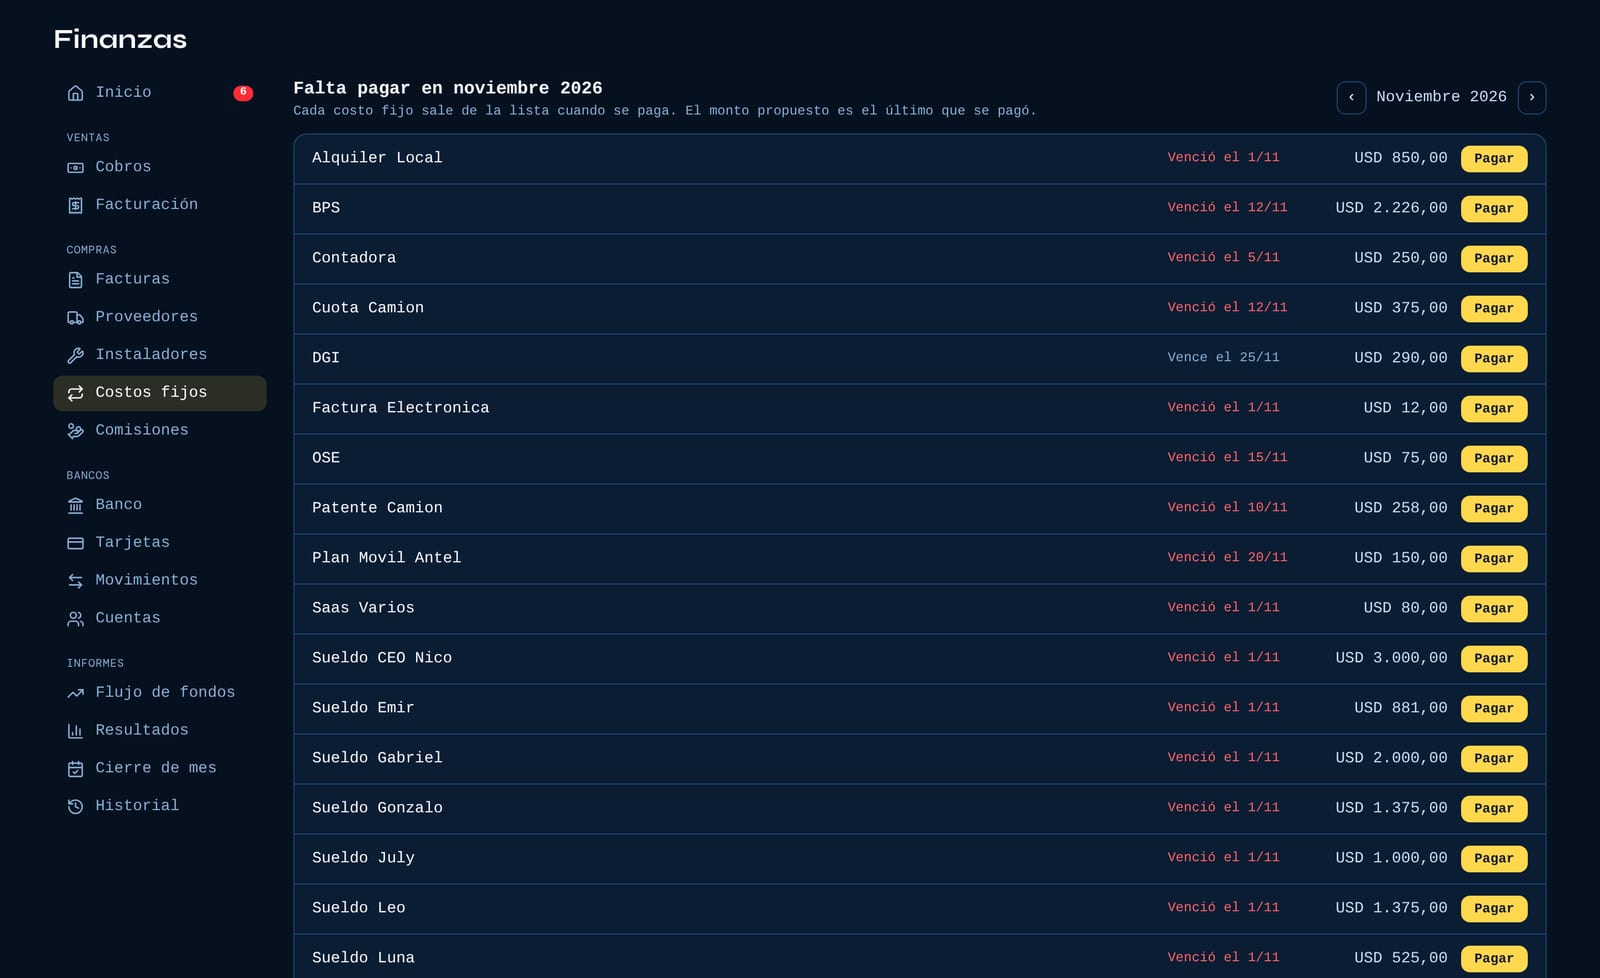 Finanzas
Inicio 6
VENTAS
Cobros
Facturación
COMPRAS
Facturas
Proveedores
Instaladores
Costos fijos
Comisiones
BANCOS
Banco
Tarjetas
Movimientos
Cuentas
INFORMES
Flujo de fondos
Resultados
Cierre de mes
Historial
Falta pagar en noviembre 2026
Cada costo fijo sale de la lista cuando se paga. El monto propuesto es el último que se pagó.
‹ Noviembre 2026 ›
Alquiler Local Venció el 1/11 USD 850,00 Pagar
BPS Venció el 12/11 USD 2.226,00 Pagar
Contadora Venció el 5/11 USD 250,00 Pagar
Cuota Camion Venció el 12/11 USD 375,00 Pagar
DGI Vence el 25/11 USD 290,00 Pagar
Factura Electronica Venció el 1/11 USD 12,00 Pagar
OSE Venció el 15/11 USD 75,00 Pagar
Patente Camion Venció el 10/11 USD 258,00 Pagar
Plan Movil Antel Venció el 20/11 USD 150,00 Pagar
Saas Varios Venció el 1/11 USD 80,00 Pagar
Sueldo CEO Nico Venció el 1/11 USD 3.000,00 Pagar
Sueldo Emir Venció el 1/11 USD 881,00 Pagar
Sueldo Gabriel Venció el 1/11 USD 2.000,00 Pagar
Sueldo Gonzalo Venció el 1/11 USD 1.375,00 Pagar
Sueldo July Venció el 1/11 USD 1.000,00 Pagar
Sueldo Leo Venció el 1/11 USD 1.375,00 Pagar
Sueldo Luna Venció el 1/11 USD 525,00 Pagar